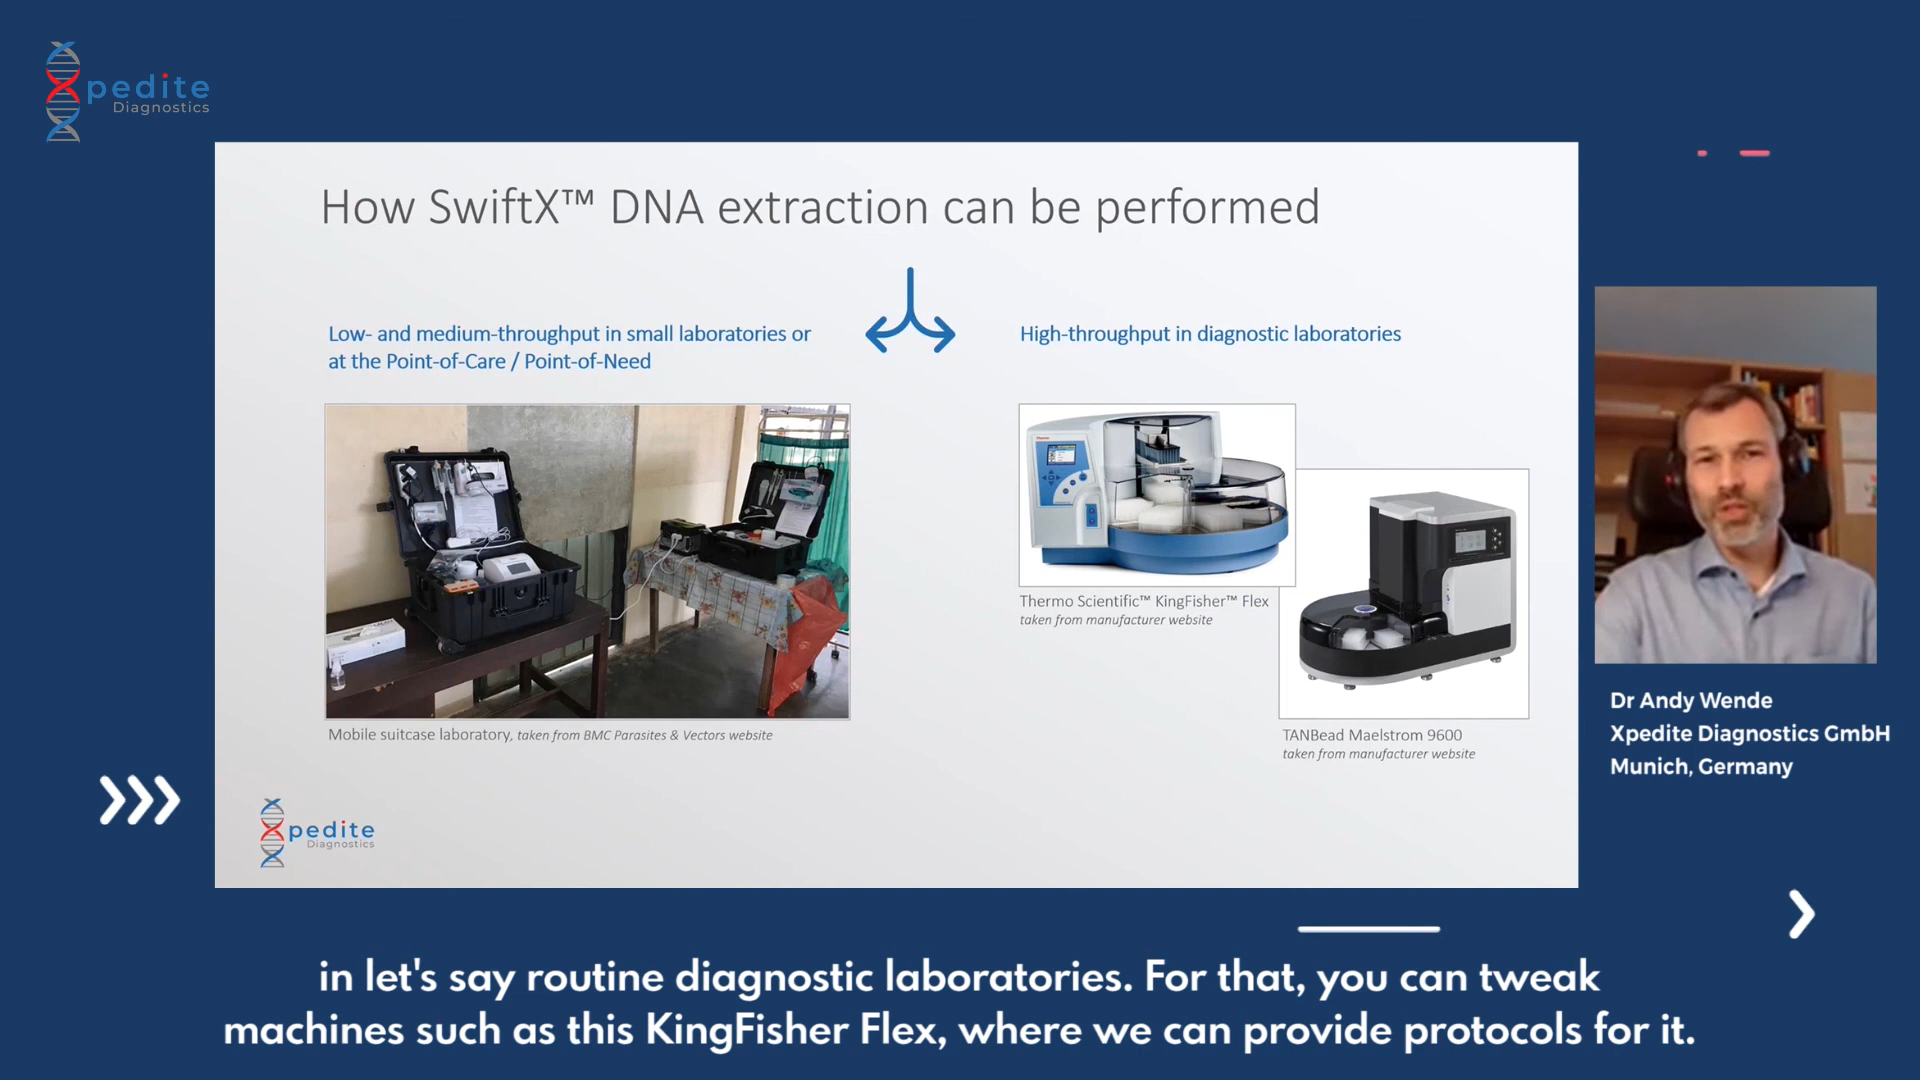 pedite
Diagnostics
How SwiftX™ DNA extraction can be performed
Low- and medium-throughput in small laboratories or
at the Point-of-Care / Point-of-Need
High-throughput in diagnostic laboratories
Thermo Scientific™ KingFisher™ Flex
taken from manufacturer website
Mobile suitcase laboratory, taken from BMC Parasites & Vectors website
TANBead Maelstrom 9600
taken from manufacturer website
pedite
Diagnostics
Dr Andy Wende
Xpedite Diagnostics GmbH
Munich, Germany
in let's say routine diagnostic laboratories. For that, you can tweak
machines such as this KingFisher Flex, where we can provide protocols for it.